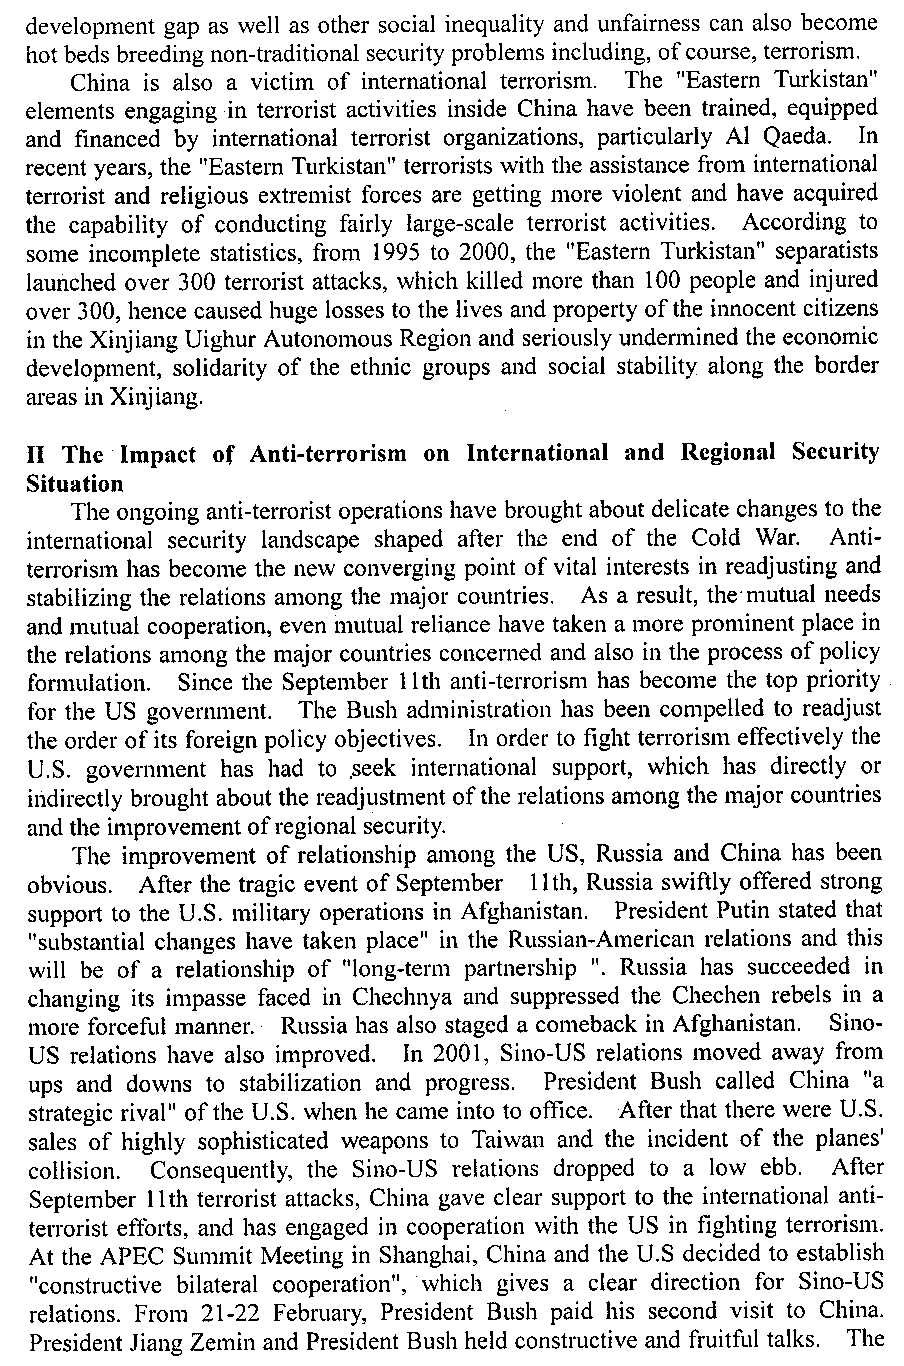 development gap as well as other social inequality and unfairness can also become
hot beds breeding non-traditional security problems including, of course, terrorism.
China is also a victim of international terrorism. The "Eastern Turkistan"
elements engaging in terrorist activities inside China have been trained, equipped
and financed by international terrorist organizations, particularly Al Qaeda. In
recent years, the "Eastern Turkistan" terrorists with the assistance from international
terrorist and religious extremist forces are getting more violent and have acquired
the capability of conducting fairly large-scale terrorist activities. According to
some incomplete statistics, from 1995 to 2000, the "Eastern Turkistan" separatists
launched over 300 terrorist attacks, which killed more than 100 people and injured
over 300, hence caused huge losses to the lives and property of the innocent citizens
in the Xinjiang Uighur Autonomous Region and seriously undermined the economic
development, solidarity of the ethnic groups and social stability along the border
areas in Xinjiang.
II The Impact of Anti-terrorism on International and Regional Security
Situation
The ongoing anti-terrorist operations have brought about delicate changes to the
international security landscape shaped after the end of the Cold War. Anti-
terrorism has become the new converging point of vital interests in readjusting and
stabilizing the relations among the major countries. As a result, the mutual needs
and mutual cooperation, even mutual reliance have taken a more prominent place in
the relations among the major countries concerned and also in the process of policy
formulation. Since the September 11th anti-terrorism has become the top priority
for the US government. The Bush administration has been compelled to readjust
the order of its foreign policy objectives. In order to fight terrorism effectively the
U.S. government has had to seek international support, which has directly or
indirectly brought about the readjustment of the relations among the major countries
and the improvement of regional security.
The improvement of relationship among the US, Russia and China has been
obvious. After the tragic event of September 11th, Russia swiftly offered strong
support to the U.S. military operations in Afghanistan. President Putin stated that
"substantial changes have taken place" in the Russian-American relations and this
will be of a relationship of "long-term partnership ". Russia has succeeded in
changing its impasse faced in Chechnya and suppressed the Chechen rebels in a
more forceful manner. Russia has also staged a comeback in Afghanistan. Sino-
US relations have also improved. In 2001, Sino-US relations moved away from
ups and downs to stabilization and progress. President Bush called China "a
strategic rival" of the U.S. when he came into to office. After that there were U.S.
sales of highly sophisticated weapons to Taiwan and the incident of the planes'
collision. Consequently, the Sino-US relations dropped to a low ebb. After
September 11th terrorist attacks, China gave clear support to the international anti-
terrorist efforts, and has engaged in cooperation with the US in fighting terrorism.
At the APEC Summit Meeting in Shanghai, China and the U.S decided to establish
"constructive bilateral cooperation", which gives a clear direction for Sino-US
relations. From 21-22 February, President Bush paid his second visit to China.
President Jiang Zemin and President Bush held constructive and fruitful talks. The